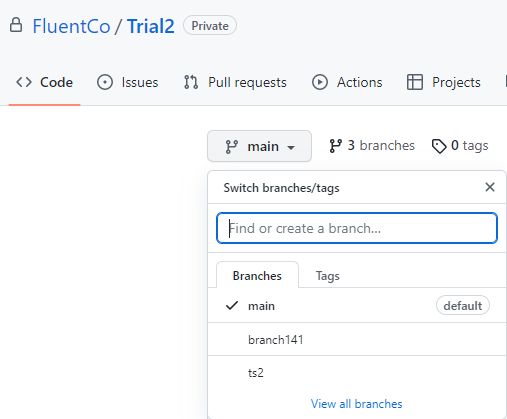 FluentCo / Trial2 Private
Code Issues Pull requests Actions Projects
main 3 branches 0 tags
Switch branches/tags
Find or create a branch...
Branches Tags
main default
branch141
ts2
View all branches